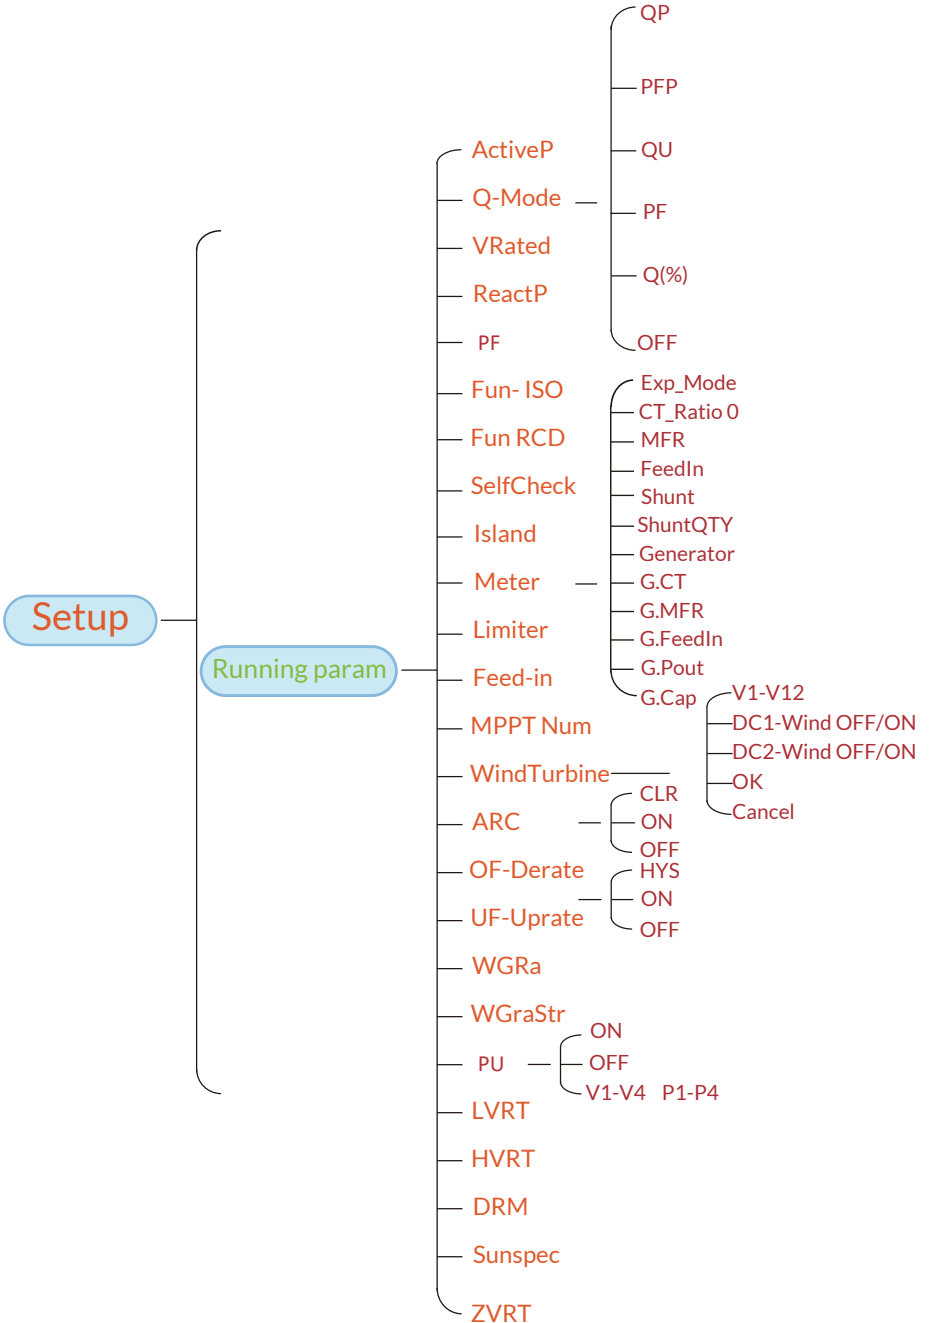 Setup
Running param
ActiveP
Q-Mode
QP
PFP
QU
PF
Q(%)
OFF
VRated
ReactP
PF
Fun- ISO
Fun RCD
SelfCheck
Island
Meter
Exp_Mode
CT_Ratio 0
MFR
FeedIn
Shunt
ShuntQTY
Generator
G.CT
G.MFR
G.FeedIn
G.Pout
G.Cap
Limiter
Feed-in
MPPT Num
WindTurbine
V1-V12
DC1-Wind OFF/ON
DC2-Wind OFF/ON
OK
Cancel
ARC
CLR
ON
OFF
OF-Derate
UF-Uprate
HYS
ON
OFF
WGRa
WGraStr
PU
ON
OFF
V1-V4 P1-P4
LVRT
HVRT
DRM
Sunspec
ZVRT